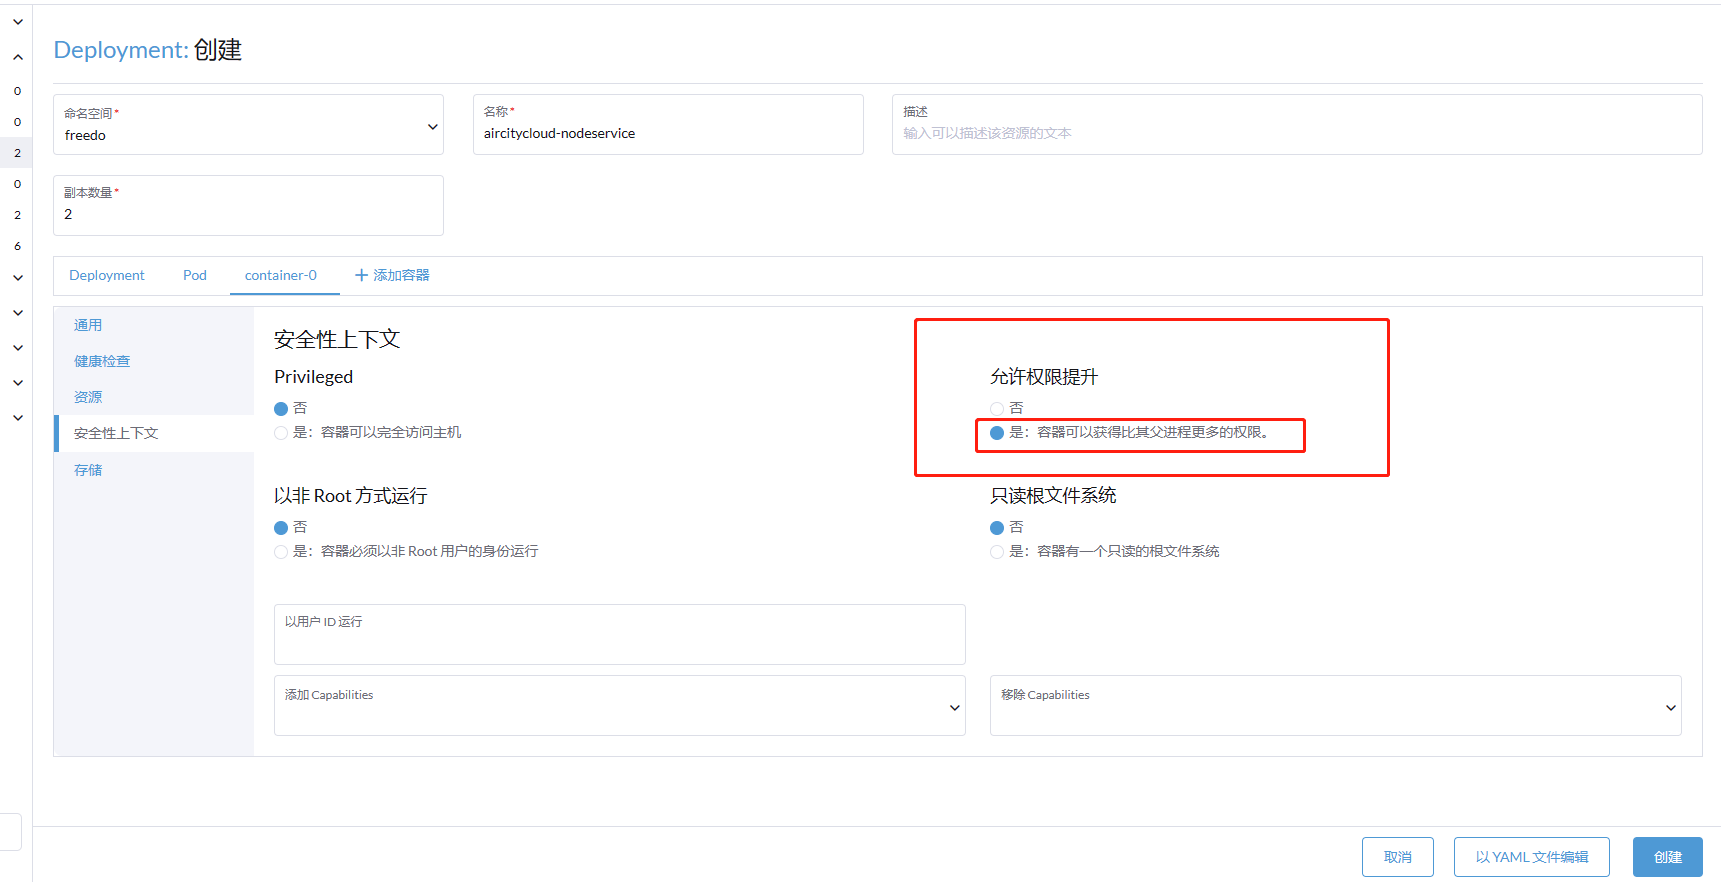 Deployment: 创建
命名空间*
freedo
名称*
aircitycloud-nodeservice
描述
输入可以描述该资源的文本
0
0
2
0
2
6
副本数量*
2
Deployment
Pod
container-0
添加容器
通用
健康检查
资源
安全性上下文
存储
安全性上下文
Privileged
否
是：容器可以完全访问主机
允许权限提升
否
是：容器可以获得比其父进程更多的权限。
以非 Root 方式运行
否
是：容器必须以非 Root 用户的身份运行
只读根文件系统
否
是：容器有一个只读的根文件系统
以用户 ID 运行
添加 Capabilities
移除 Capabilities
取消
以 YAML 文件编辑
创建